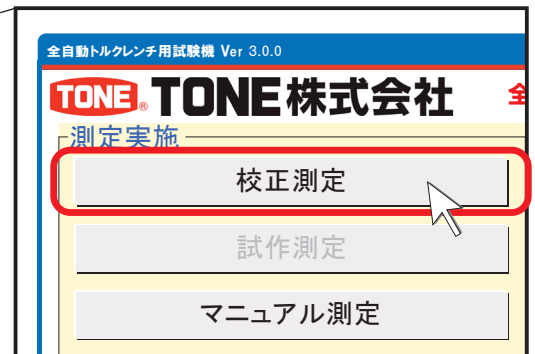 全自動トルクレンチ用試験機 Ver 3.0.0
TONE® TONE株式会社 全
測定実施
校正測定
試作測定
マニュアル測定